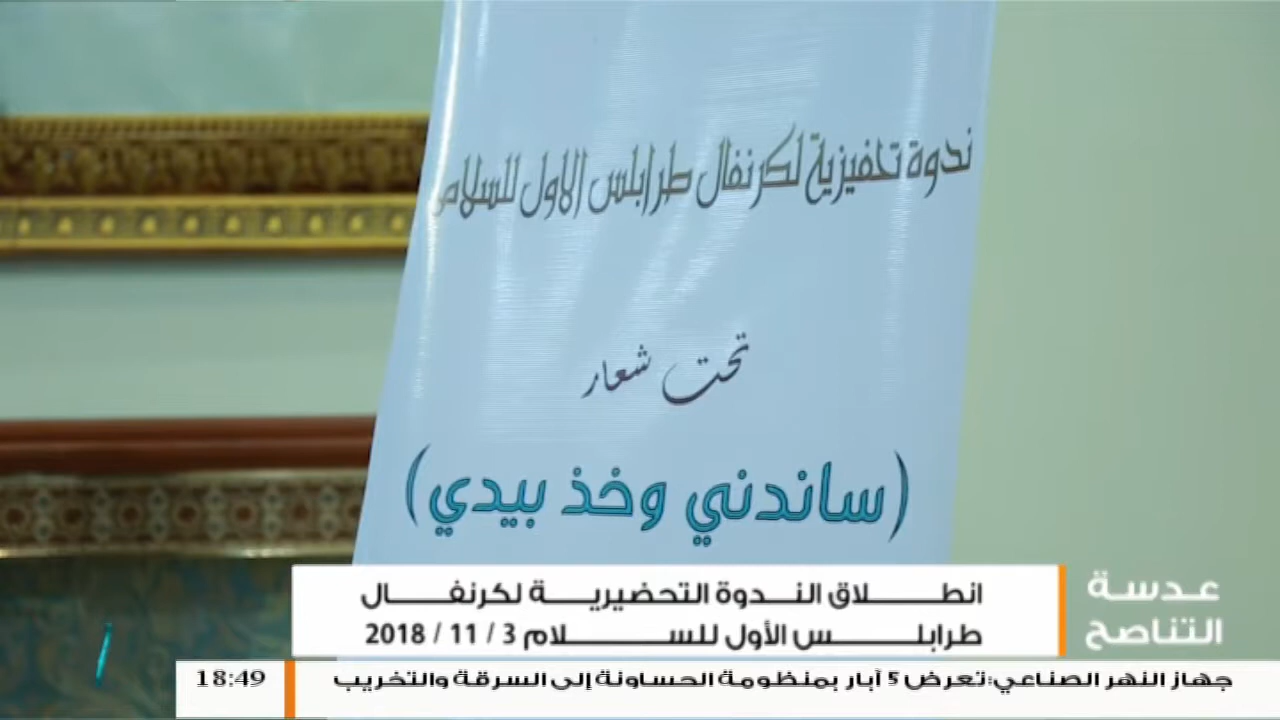 ندوة تحفيزية لكرنفال طرابلس الاول للسلام
تحت شعار
(ساندني وخذ بيدي)
انطلاق الندوة التحضيرية لكرنفال
طرابلس الأول للسلام 3 / 11 / 2018
عدسة
التناصح
جهاز النهر الصناعي:تعرض 5 آبار بمنظومة الحساونة إلى السرقة والتخريب
18:49